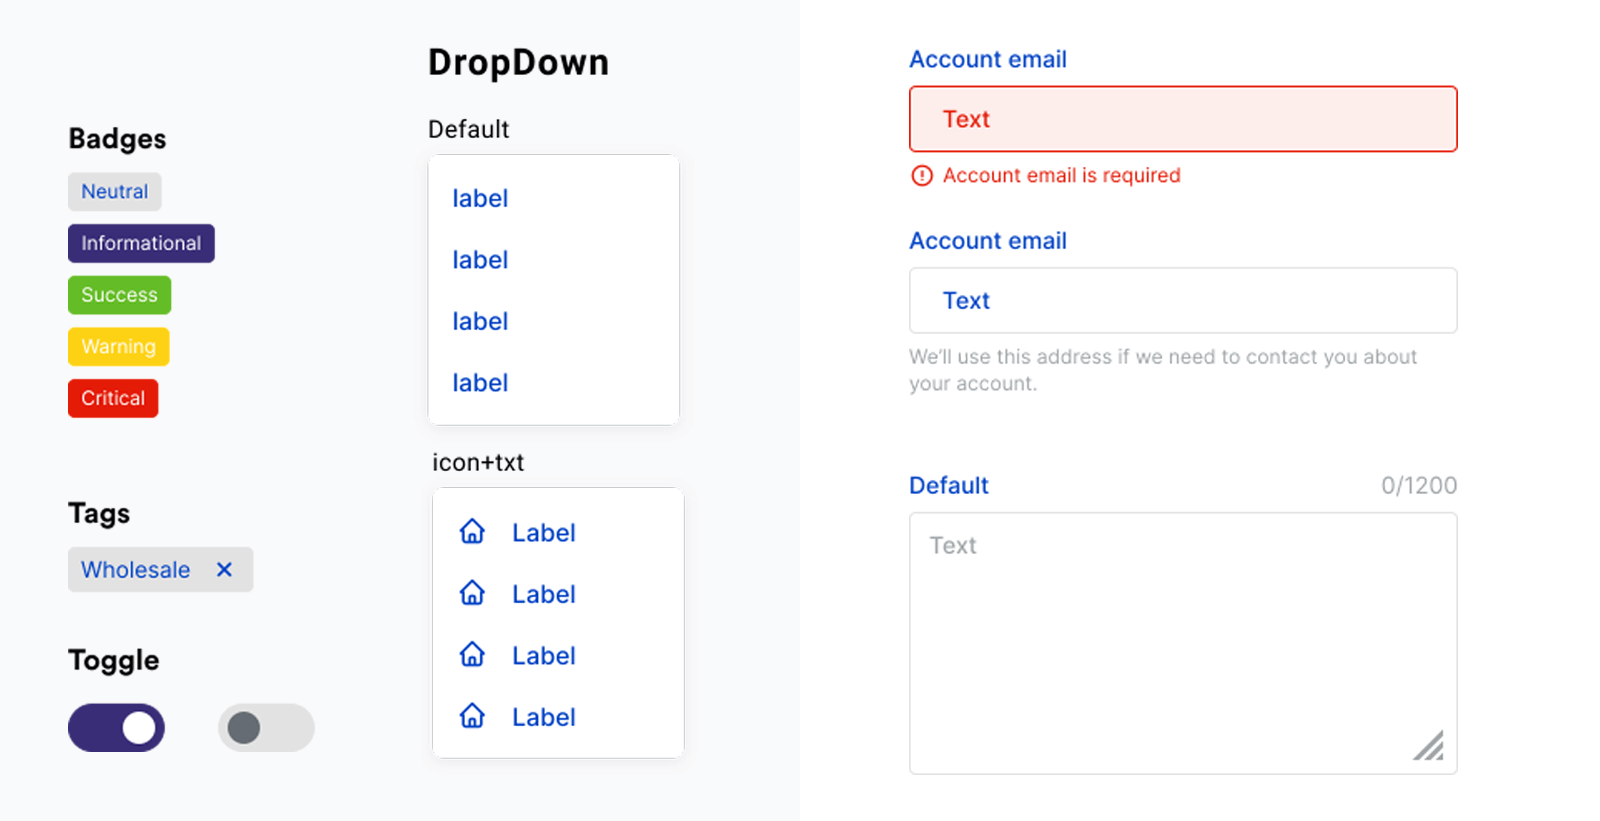 Badges
Neutral
Informational
Success
Warning
Critical
Tags
Wholesale
Toggle
DropDown
Default
label
label
label
label
icon+txt
Label
Label
Label
Label
Account email
Text
Account email is required
Account email
Text
We'll use this address if we need to contact you about
your account.
Default 0/1200
Text